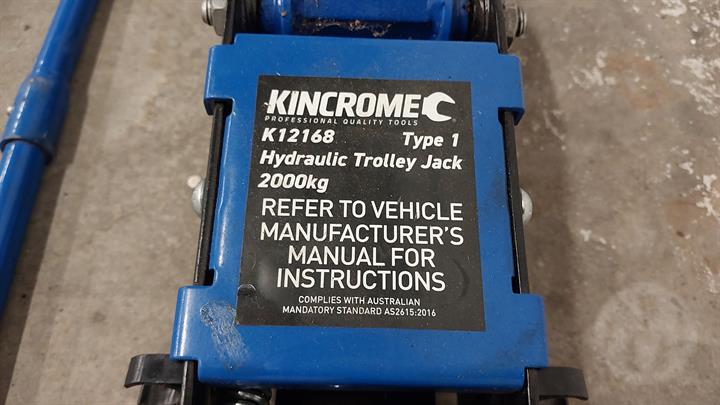 KINCROME
PROFESSIONAL QUALITY TOOLS
K12168 Type 1
Hydraulic Trolley Jack
2000kg
REFER TO VEHICLE
MANUFACTURER'S
MANUAL FOR
INSTRUCTIONS
COMPLIES WITH AUSTRALIAN
MANDATORY STANDARD AS2615:2016